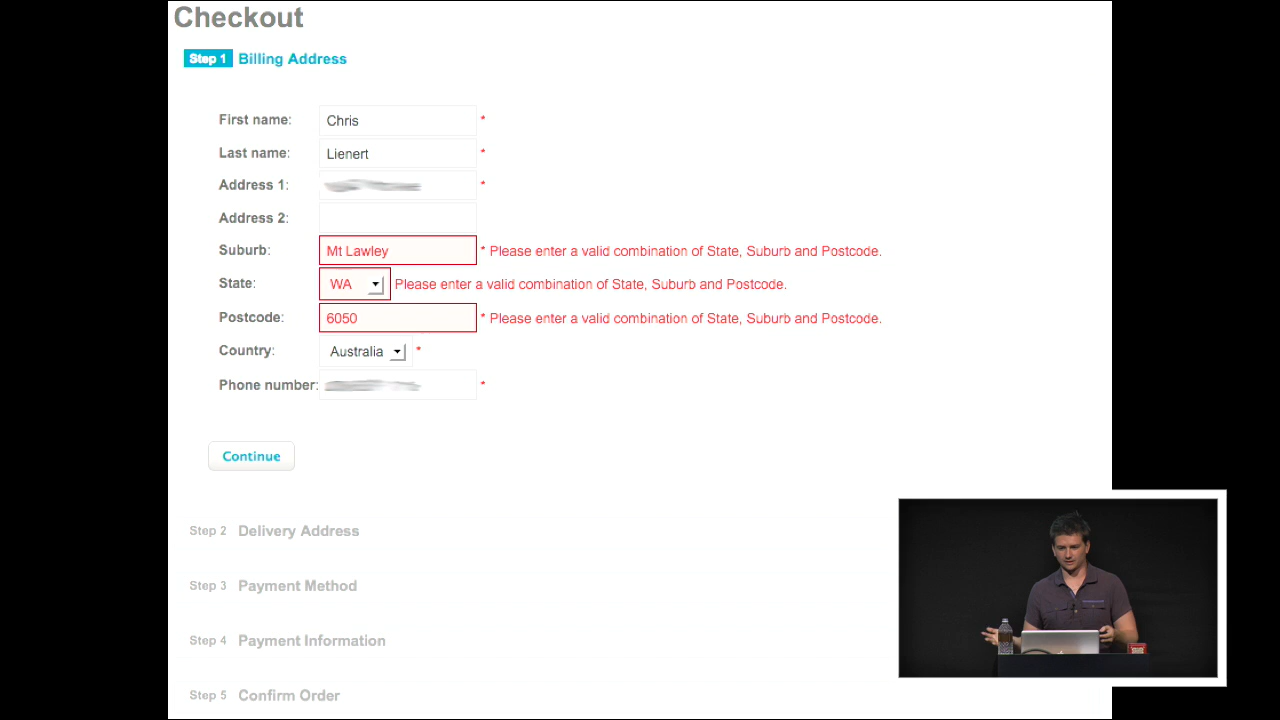 Checkout
Step 1 Billing Address
First name: Chris *
Last name: Lienert *
Address 1: *
Address 2:
Suburb: Mt Lawley * Please enter a valid combination of State, Suburb and Postcode.
State: WA Please enter a valid combination of State, Suburb and Postcode.
Postcode: 6050 * Please enter a valid combination of State, Suburb and Postcode.
Country: Australia *
Phone number: *
Continue
Step 2 Delivery Address
Step 3 Payment Method
Step 4 Payment Information
Step 5 Confirm Order